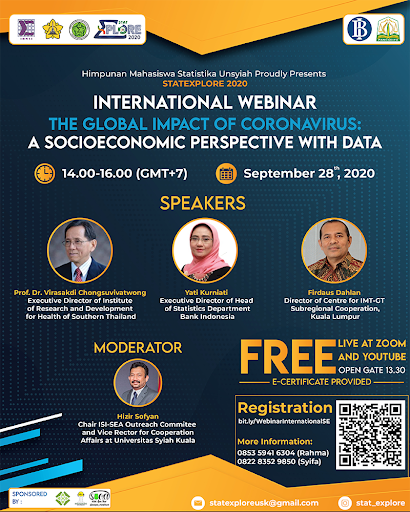 STAT
XPLORE
2020
Himpunan Mahasiswa Statistika Unsyiah Proudly Presents
STATEXPLORE 2020
INTERNATIONAL WEBINAR
THE GLOBAL IMPACT OF CORONAVIRUS:
A SOCIOECONOMIC PERSPECTIVE WITH DATA
14.00-16.00 (GMT+7)
September 28th, 2020
SPEAKERS
Prof. Dr. Virasakdi Chongsuvivatwong
Executive Director of Institute
of Research and Development
for Health of Southern Thailand
Yati Kurniati
Executive Director of Head
of Statistics Department
Bank Indonesia
Firdaus Dahlan
Director of Centre for IMT-GT
Subregional Cooperation,
Kuala Lumpur
MODERATOR
Hizir Sofyan
Chair ISI-SEA Outreach Commitee
and Vice Rector for Cooperation
Affairs at Universitas Syiah Kuala
FREE
LIVE AT ZOOM
AND YOUTUBE
OPEN GATE 13.30
E-CERTIFICATE PROVIDED
Registration
bit.ly/WebinarInternationalSE
More Information:
0853 5941 6304 (Rahma)
0822 8352 9850 (Syifa)
SPONSORED
BY :
statexploreusk@gmail.com
stat_explore